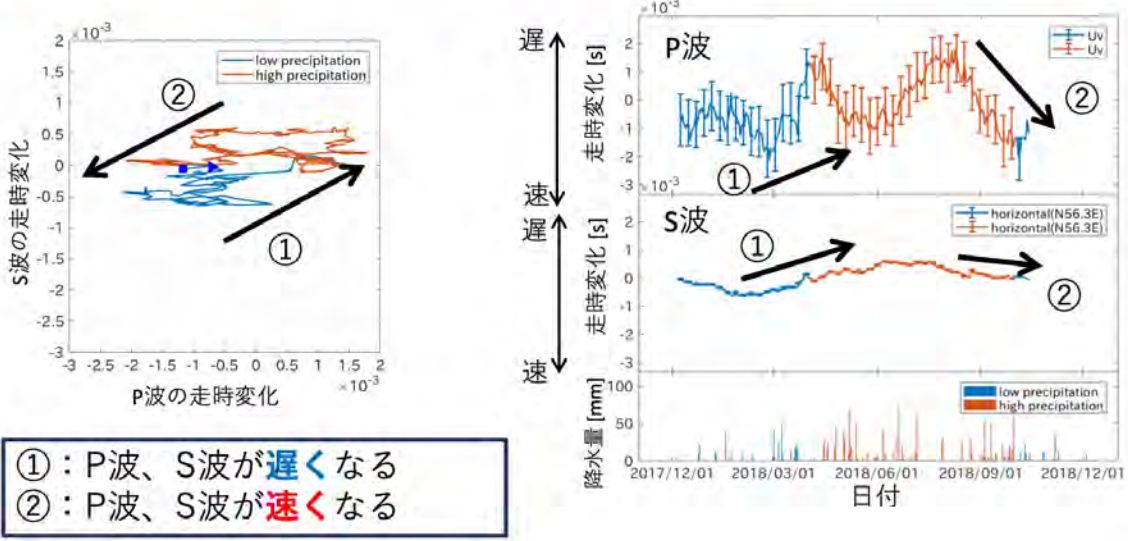 ×10⁻³
2
1.5
1
0.5
0
-0.5
-1
-1.5
-2
-2.5
-3
S波の走時変化
low precipitation
high precipitation
②
①
-3 -2.5 -2 -1.5 -1 -0.5 0 0.5 1 1.5 2
×10⁻³
P波の走時変化
①：P波、S波が遅くなる
②：P波、S波が速くなる
遅
速
遅
速
×10⁻³
走時変化 [s]
2
1
0
-1
-2
-3
P波
Uv
Uv
①
②
×10⁻³
走時変化 [s]
2
1
0
-1
-2
-3
S波
horizontal(N56.3E)
horizontal(N56.3E)
①
②
降水量 [mm]
100
50
0
low precipitation
high precipitation
2017/12/01 2018/03/01 2018/06/01 2018/09/01 2018/12/01
日付